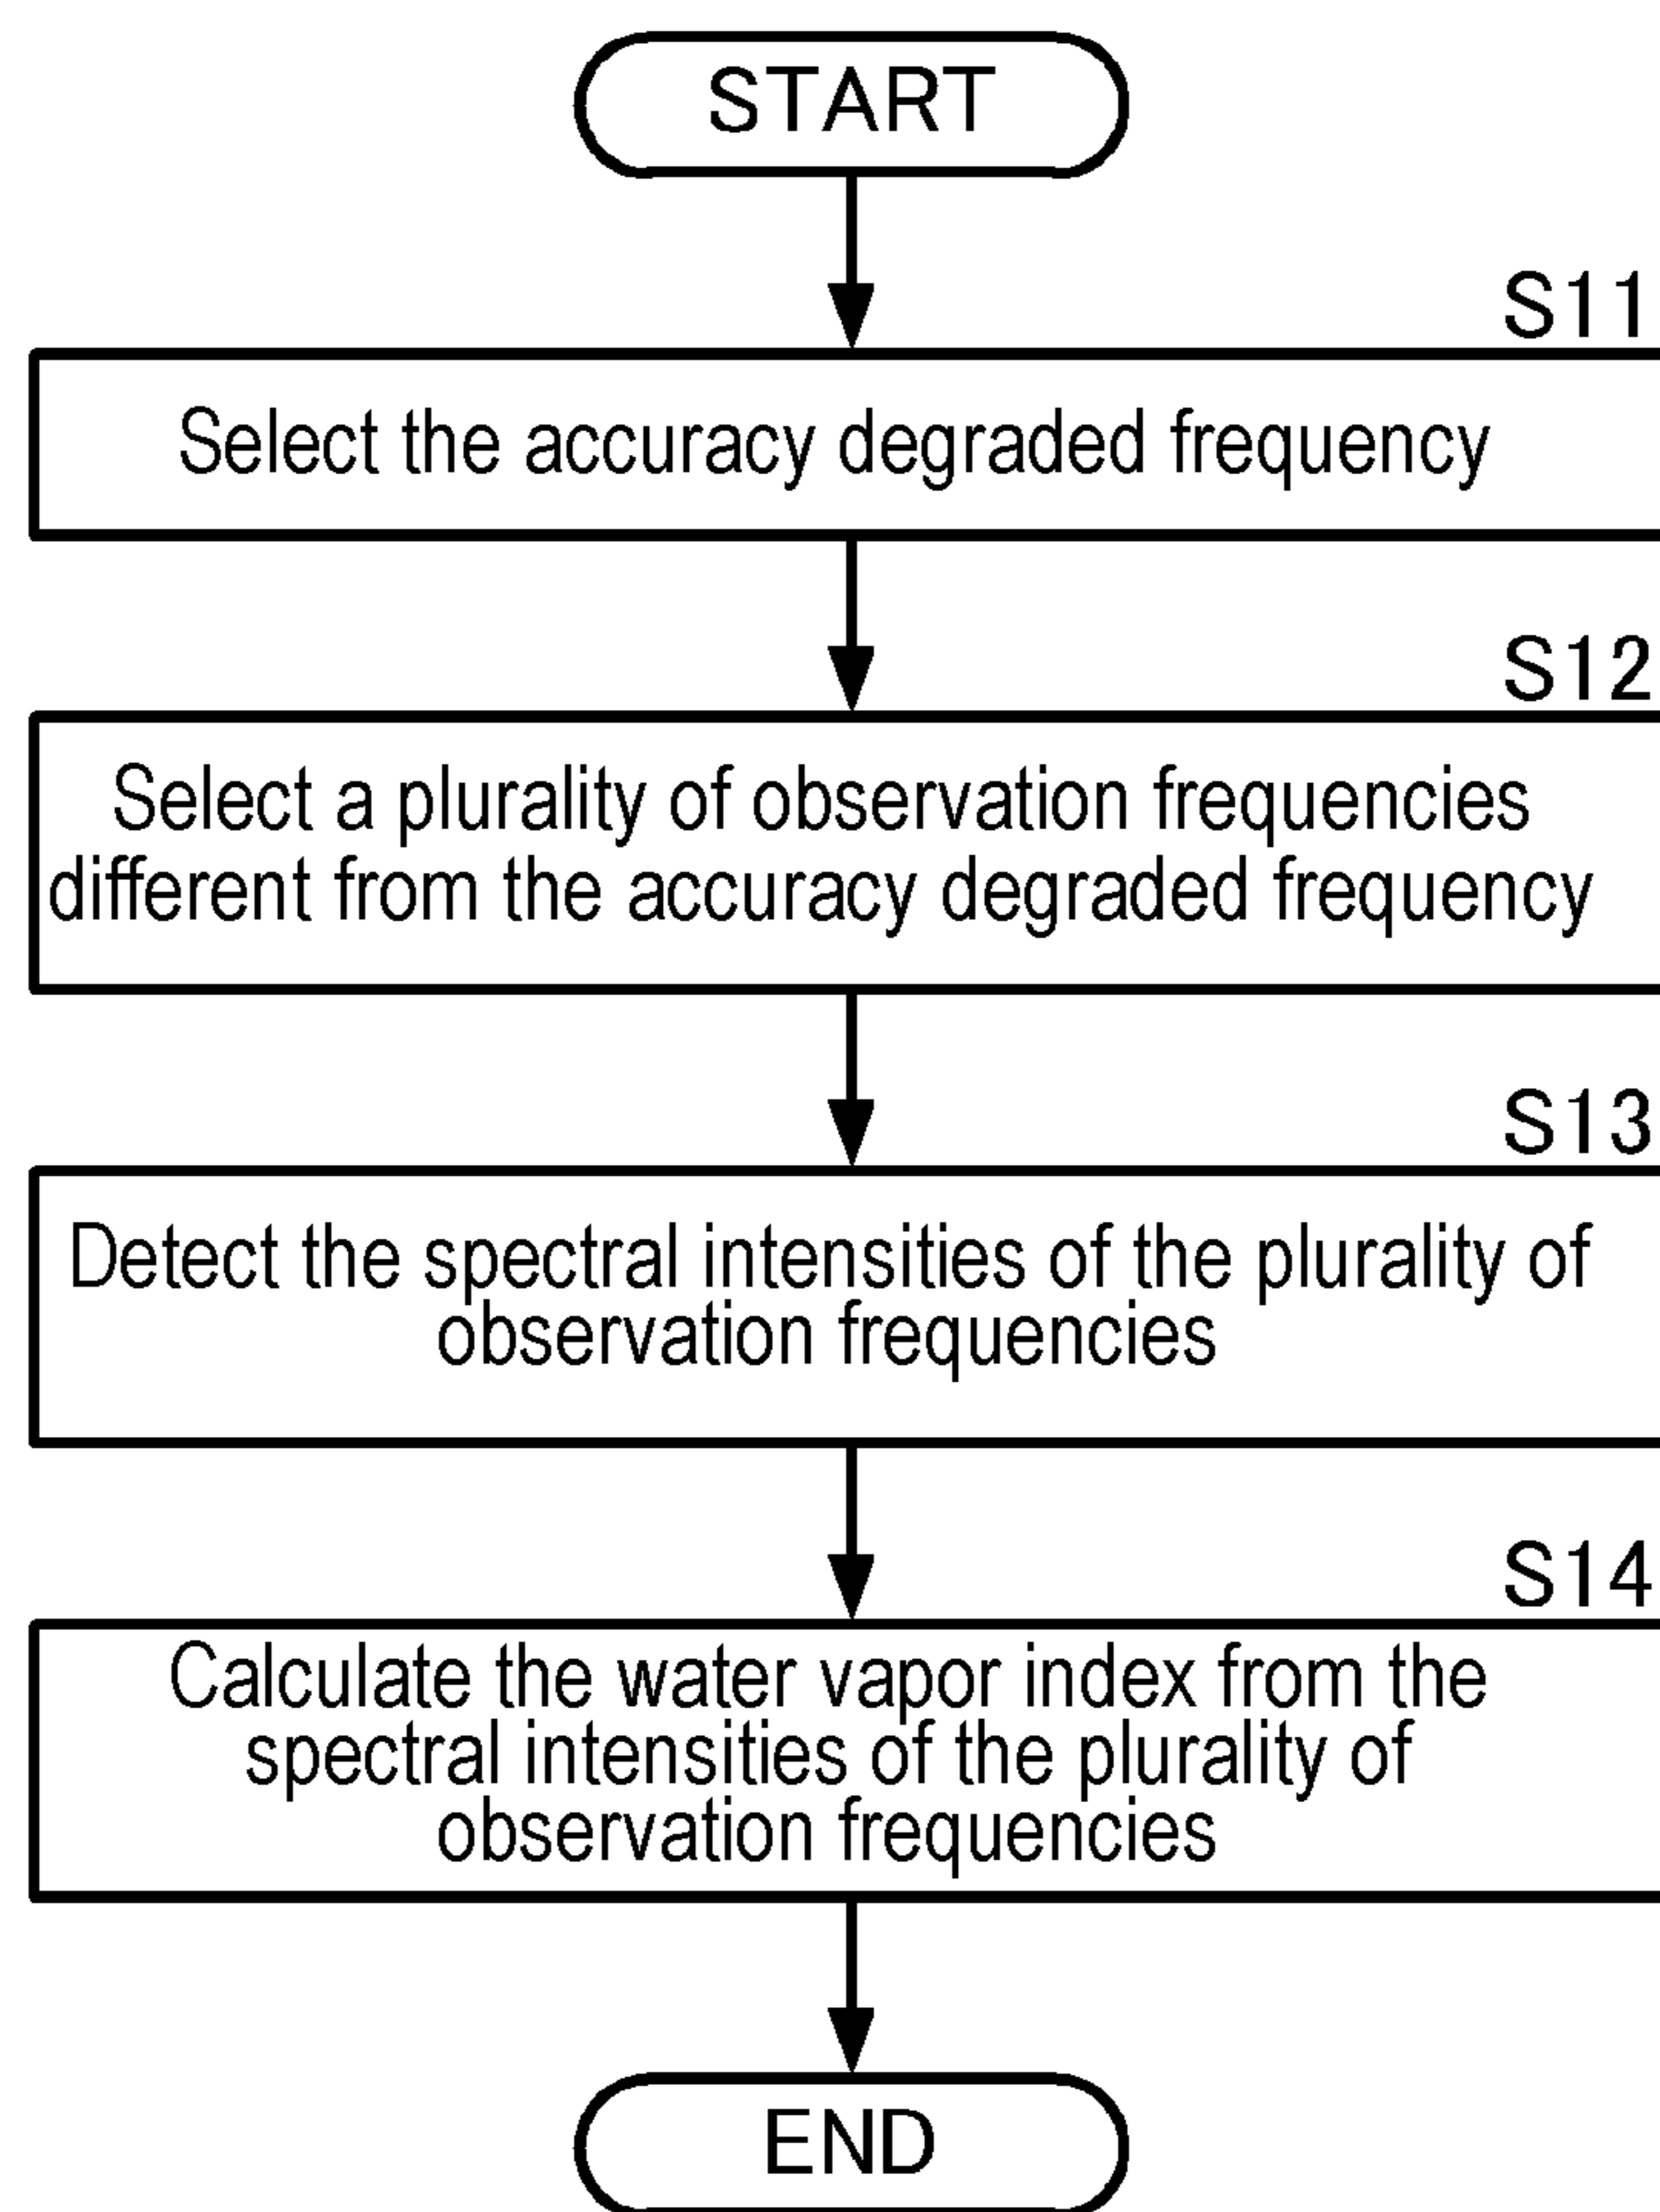 START
S11
Select the accuracy degraded frequency
S12
Select a plurality of observation frequencies
different from the accuracy degraded frequency
S13
Detect the spectral intensities of the plurality of
observation frequencies
S14
Calculate the water vapor index from the
spectral intensities of the plurality of
observation frequencies
END